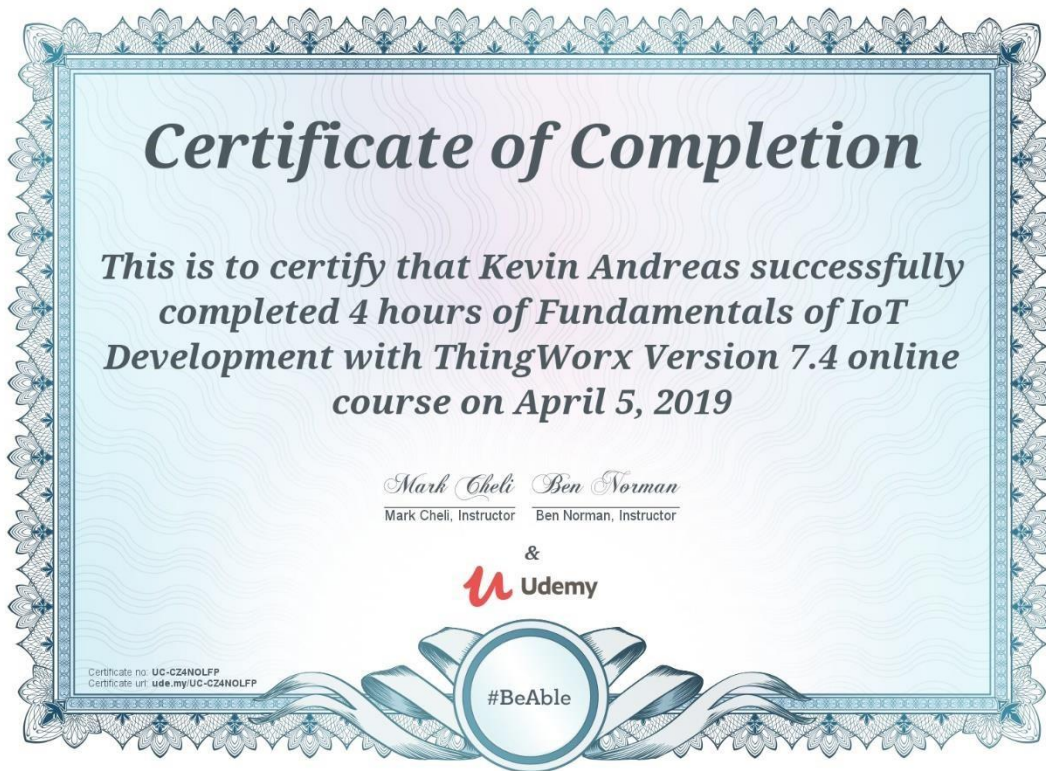 Certificate of Completion
This is to certify that Kevin Andreas successfully
completed 4 hours of Fundamentals of IoT
Development with ThingWorx Version 7.4 online
course on April 5, 2019
Mark Cheli Ben Norman
Mark Cheli, Instructor Ben Norman, Instructor
&
Udemy
Certificate no: UC-CZ4NOLFP
Certificate url: ude.my/UC-CZ4NOLFP
#BeAble